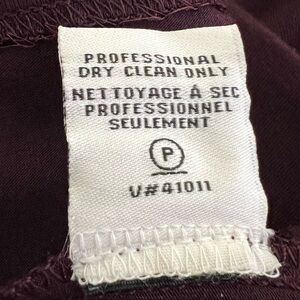 PROFESSIONAL
DRY CLEAN ONLY
NETTOYAGE À SEC
PROFESSIONNEL
SEULEMENT
P
V#41011